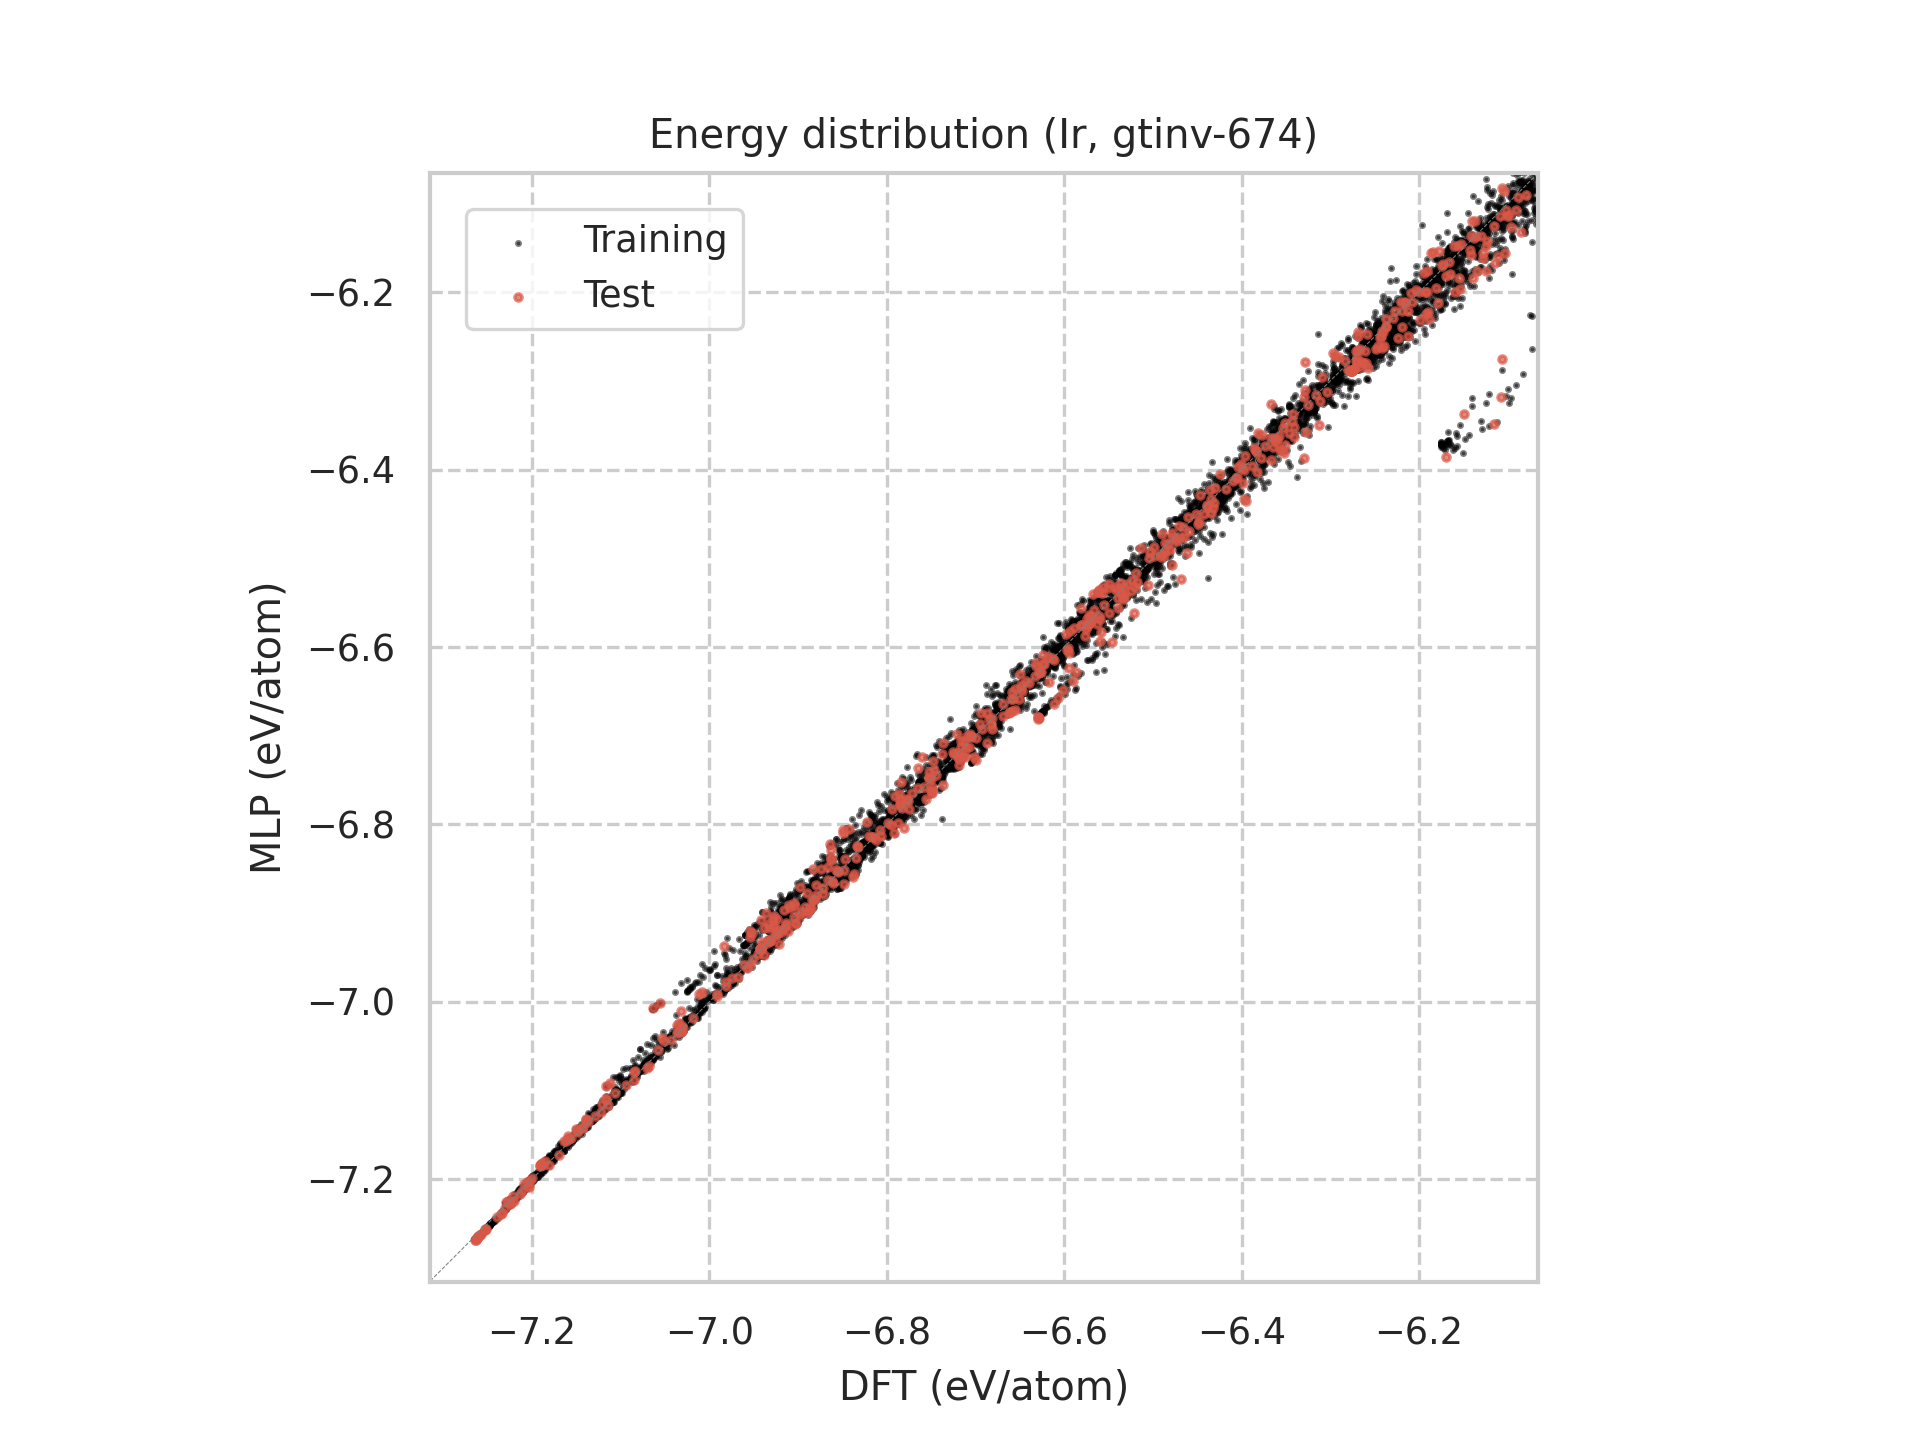 Energy distribution (Ir, gtinv-674)
Training
Test
MLP (eV/atom)
−6.2
−6.4
−6.6
−6.8
−7.0
−7.2
−7.2 −7.0 −6.8 −6.6 −6.4 −6.2
DFT (eV/atom)